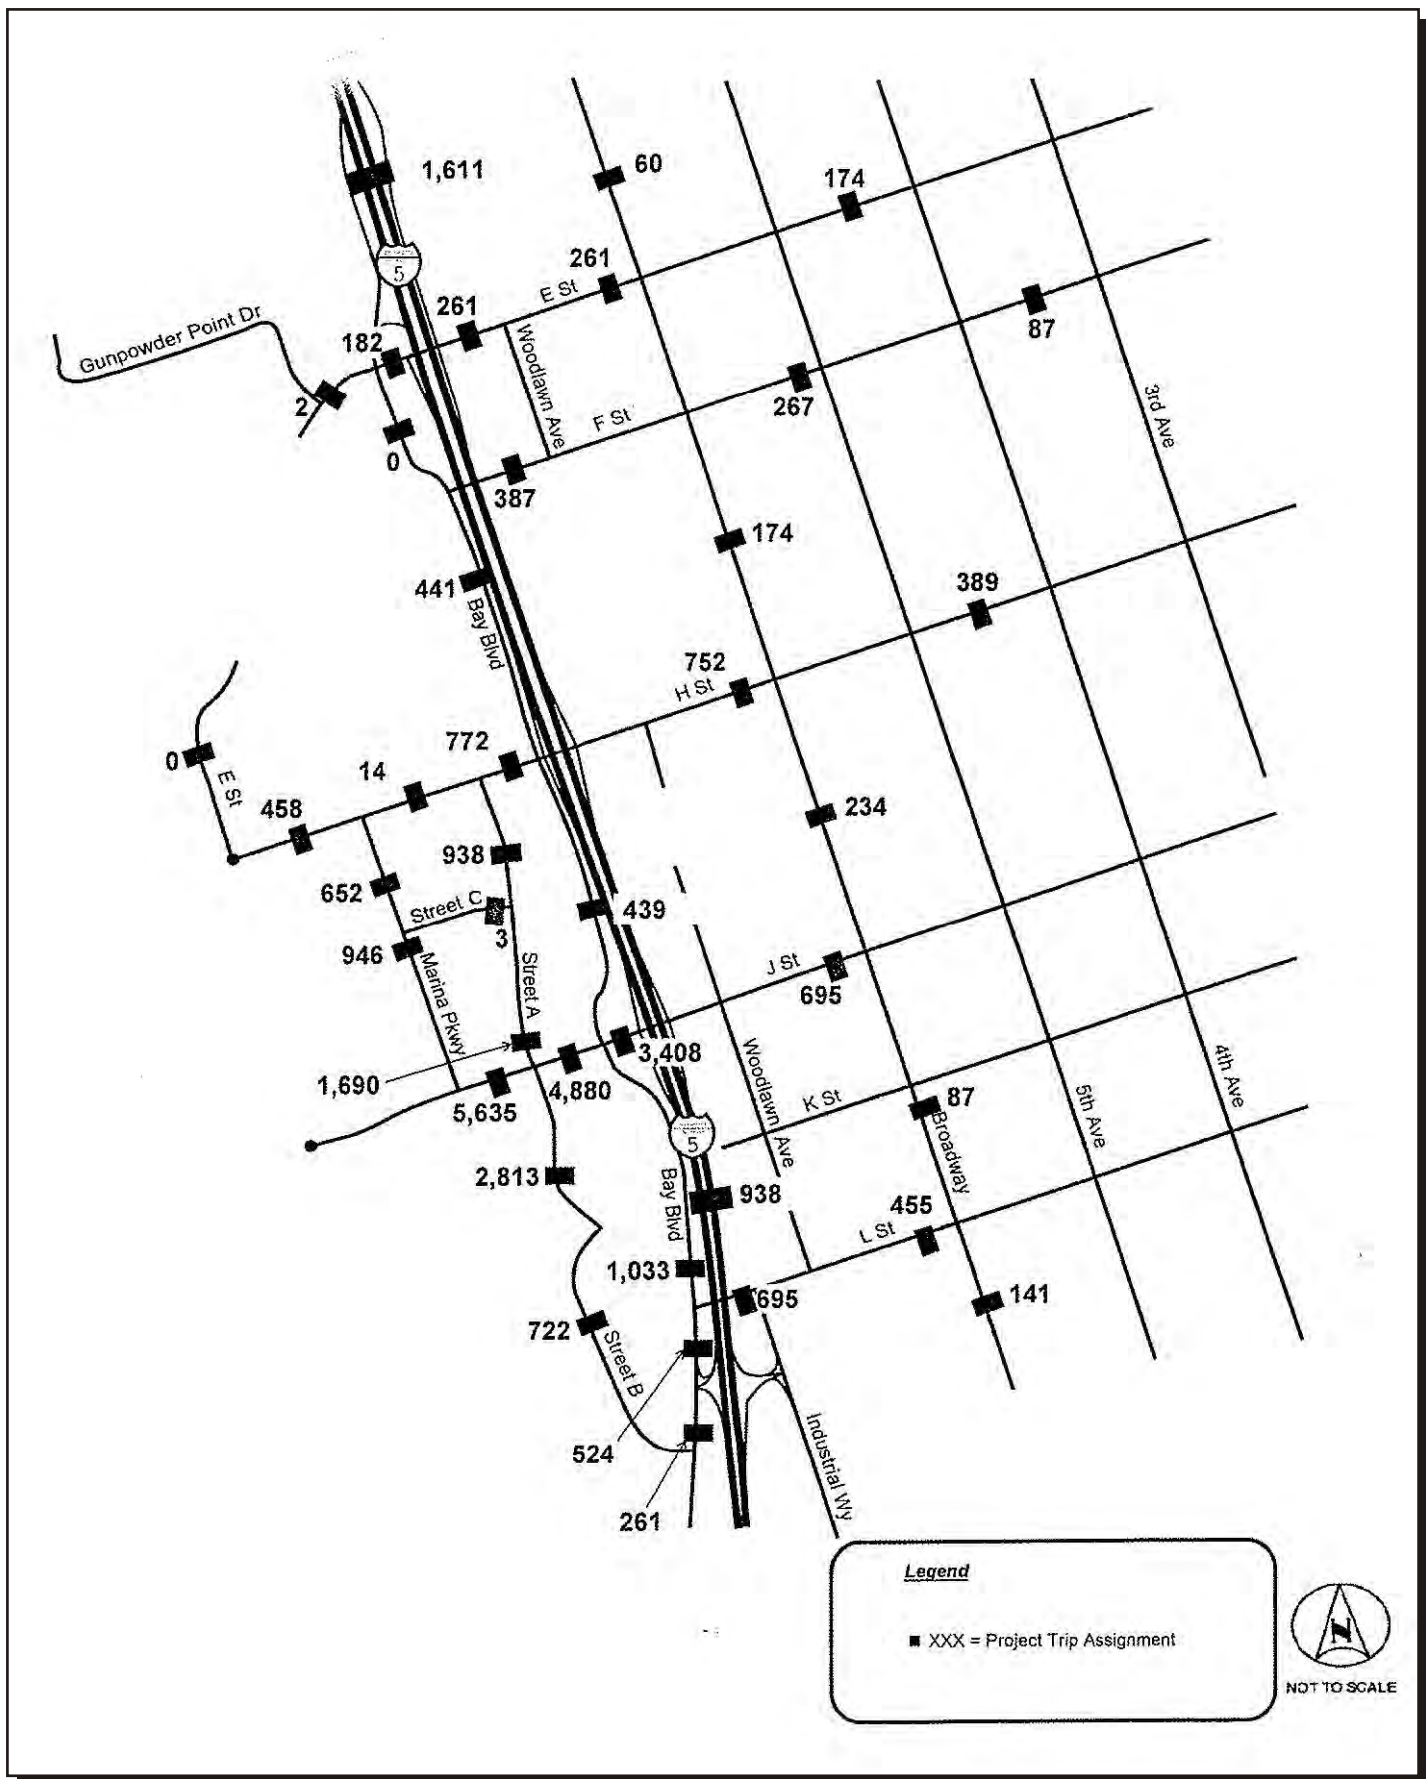 1,611
60
174
5
261
E St
261
Gunpowder Point Dr
182
Woodlawn Ave
87
2
267
F St
3rd Ave
0
387
174
441
Bay Blvd
389
752
H St
772
0
14
E St
458
234
938
652
Street C
439
3
946
Marina Pkwy
Street A
J St
695
3,408
1,690
4,880
5,635
Woodlawn Ave
K St
87
4th Ave
5th Ave
5
Broadway
2,813
Bay Blvd
938
455
L St
1,033
695
141
722
Street B
524
Industrial Wy
261
Legend
■ XXX = Project Trip Assignment
N
NOT TO SCALE